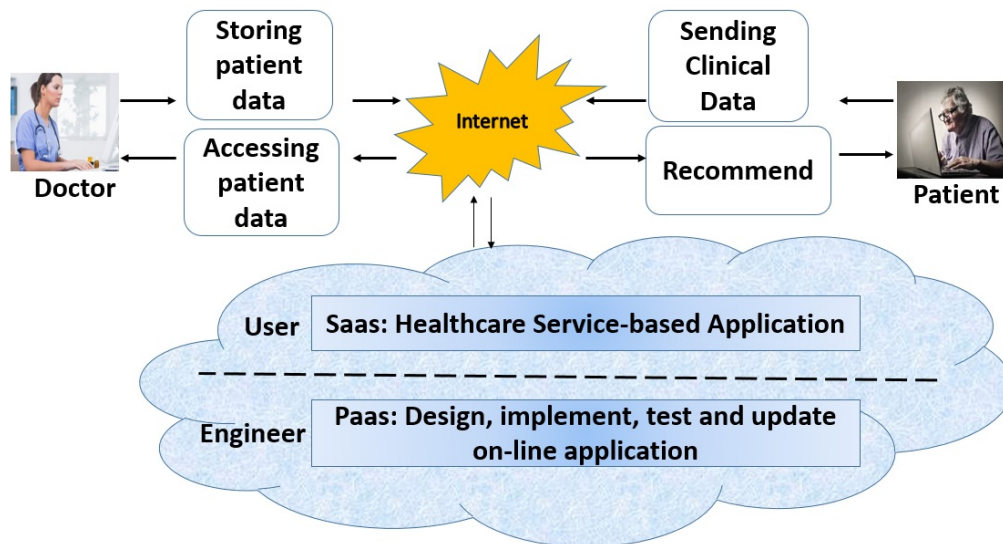 Storing
patient
data
Sending
Clinical
Data
Internet
Accessing
patient
data
Recommend
Doctor
Patient
User
Saas: Healthcare Service-based Application
Engineer
Paas: Design, implement, test and update
on-line application